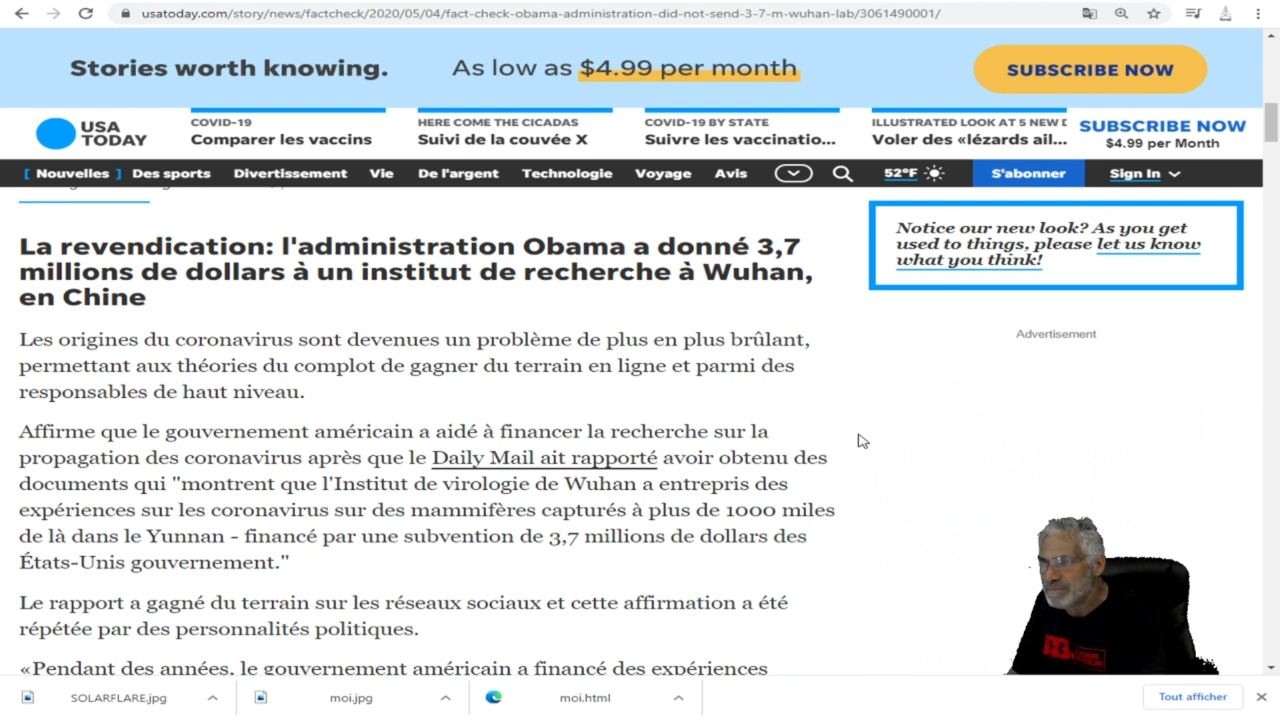 usatoday.com/story/news/factcheck/2020/05/04/fact-check-obama-administration-did-not-send-3-7-m-wuhan-lab/3061490001/
Stories worth knowing.
As low as $4.99 per month
SUBSCRIBE NOW
USA
TODAY
COVID-19
Comparer les vaccins
HERE COME THE CICADAS
Suivi de la couvée X
COVID-19 BY STATE
Suivre les vaccinatio...
ILLUSTRATED LOOK AT 5 NEW D
Voler des «lézards ail...
SUBSCRIBE NOW
$4.99 per Month
[ Nouvelles ] Des sports Divertissement Vie De l'argent Technologie Voyage Avis 52°F S'abonner Sign In
La revendication: l'administration Obama a donné 3,7
millions de dollars à un institut de recherche à Wuhan,
en Chine
Les origines du coronavirus sont devenues un problème de plus en plus brûlant,
permettant aux théories du complot de gagner du terrain en ligne et parmi des
responsables de haut niveau.
Affirme que le gouvernement américain a aidé à financer la recherche sur la
propagation des coronavirus après que le Daily Mail ait rapporté avoir obtenu des
documents qui "montrent que l'Institut de virologie de Wuhan a entrepris des
expériences sur les coronavirus sur des mammifères capturés à plus de 1000 miles
de là dans le Yunnan - financé par une subvention de 3,7 millions de dollars des
États-Unis gouvernement."
Le rapport a gagné du terrain sur les réseaux sociaux et cette affirmation a été
répétée par des personnalités politiques.
«Pendant des années, le gouvernement américain a financé des expériences
Notice our new look? As you get
used to things, please let us know
what you think!
Advertisement
SOLARFLARE.jpg
moi.jpg
moi.html
Tout afficher